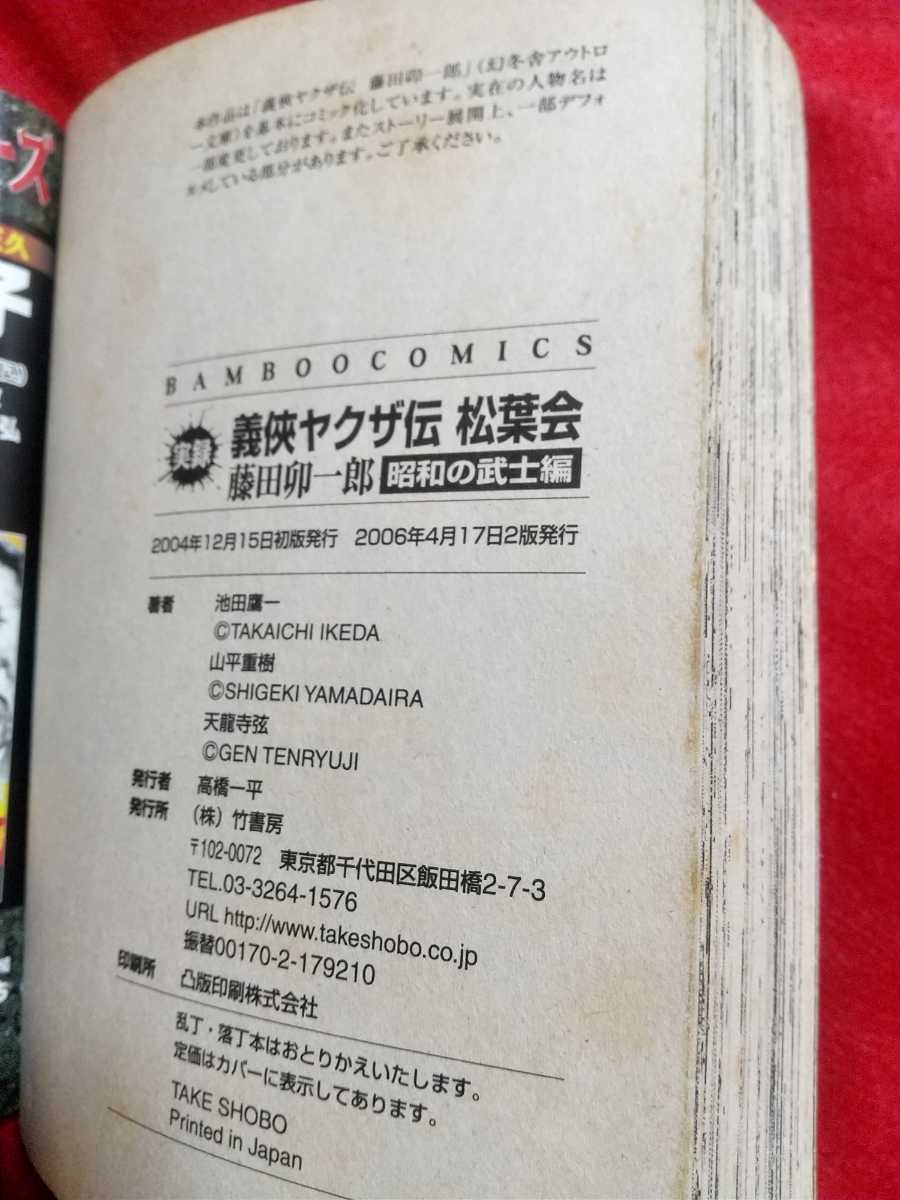 本作品は「義侠ヤクザ伝 藤田卯一郎」(幻冬舎アウトロ
ー文庫)を基本にコミック化しています。実在の人物名は
一部変更しております。またストーリー展開上、一部デフォ
ルメしている部分があります。ご了承ください。
BAMBOO COMICS
実録 義侠ヤクザ伝 松葉会
藤田卯一郎 昭和の武士編
2004年12月15日初版発行 2006年4月17日2版発行
著者 池田鷹一
©TAKAICHI IKEDA
山平重樹
©SHIGEKI YAMADAIRA
天龍寺弦
©GEN TENRYUJI
発行者 高橋一平
発行所 (株)竹書房
〒102-0072 東京都千代田区飯田橋2-7-3
TEL.03-3264-1576
URL http://www.takeshobo.co.jp
振替00170-2-179210
印刷所 凸版印刷株式会社
乱丁・落丁本はおとりかえいたします。
定価はカバーに表示してあります。
TAKE SHOBO
Printed in Japan
ーズ
久
子
弘